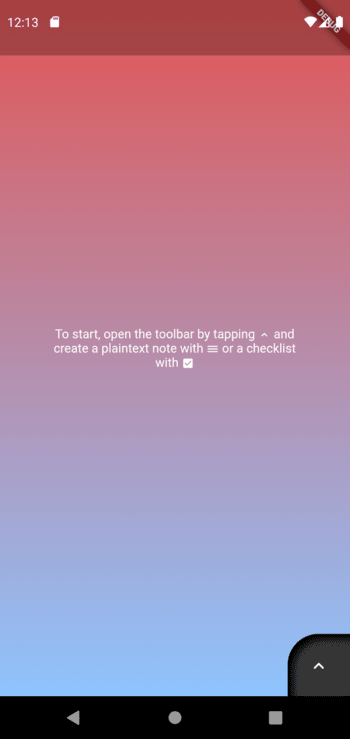 12:13
DEBUG
To start, open the toolbar by tapping and
create a plaintext note with or a checklist
with